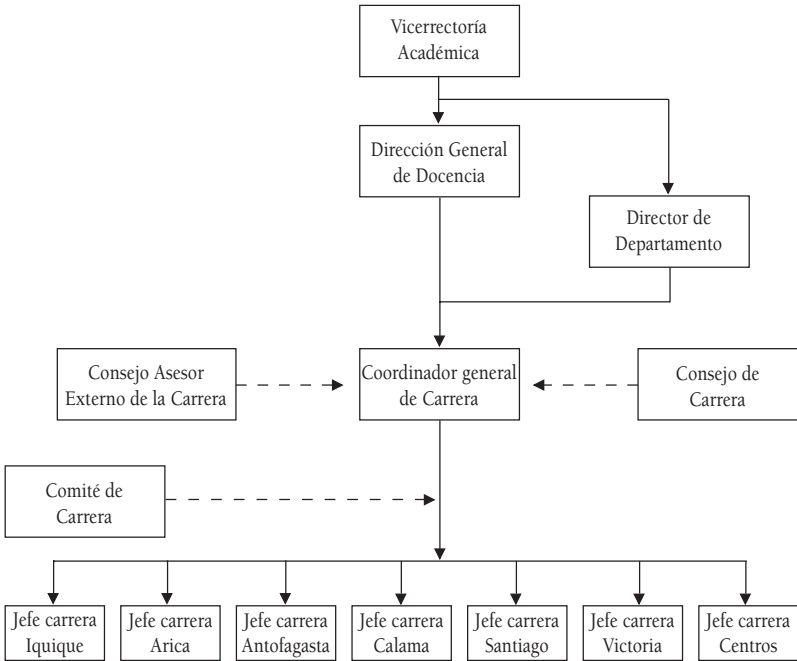 Vicerrectoría
Académica
Dirección General
de Docencia
Director de
Departamento
Consejo Asesor
Externo de la Carrera
Coordinador general
de Carrera
Consejo de
Carrera
Comité de
Carrera
Jefe carrera
Iquique
Jefe carrera
Arica
Jefe carrera
Antofagasta
Jefe carrera
Calama
Jefe carrera
Santiago
Jefe carrera
Victoria
Jefe carrera
Centros